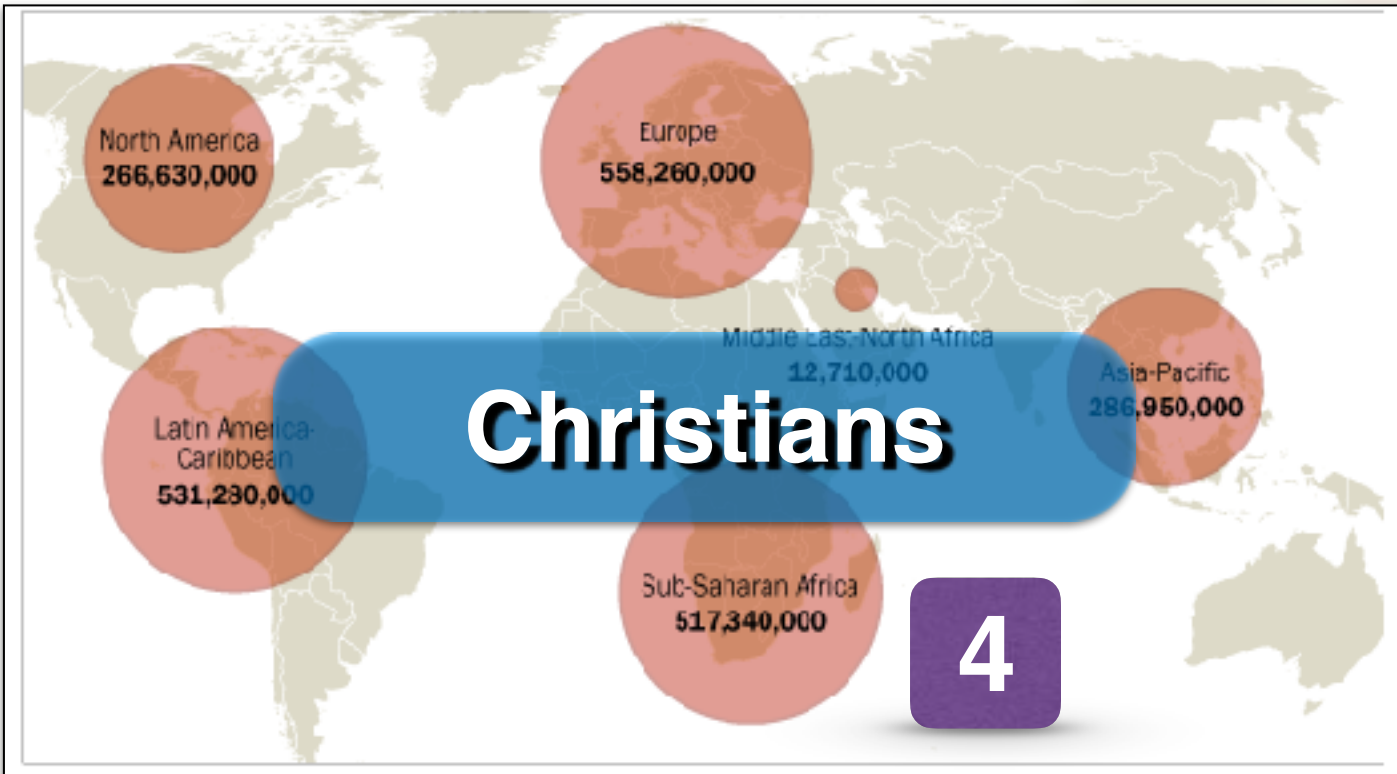 North America
266,630,000
Europe
558,260,000
Middle East-North Africa
12,710,000
Asia-Pacific
286,950,000
Christians
Latin America-
Caribbean
531,280,000
Sub-Saharan Africa
517,340,000
4